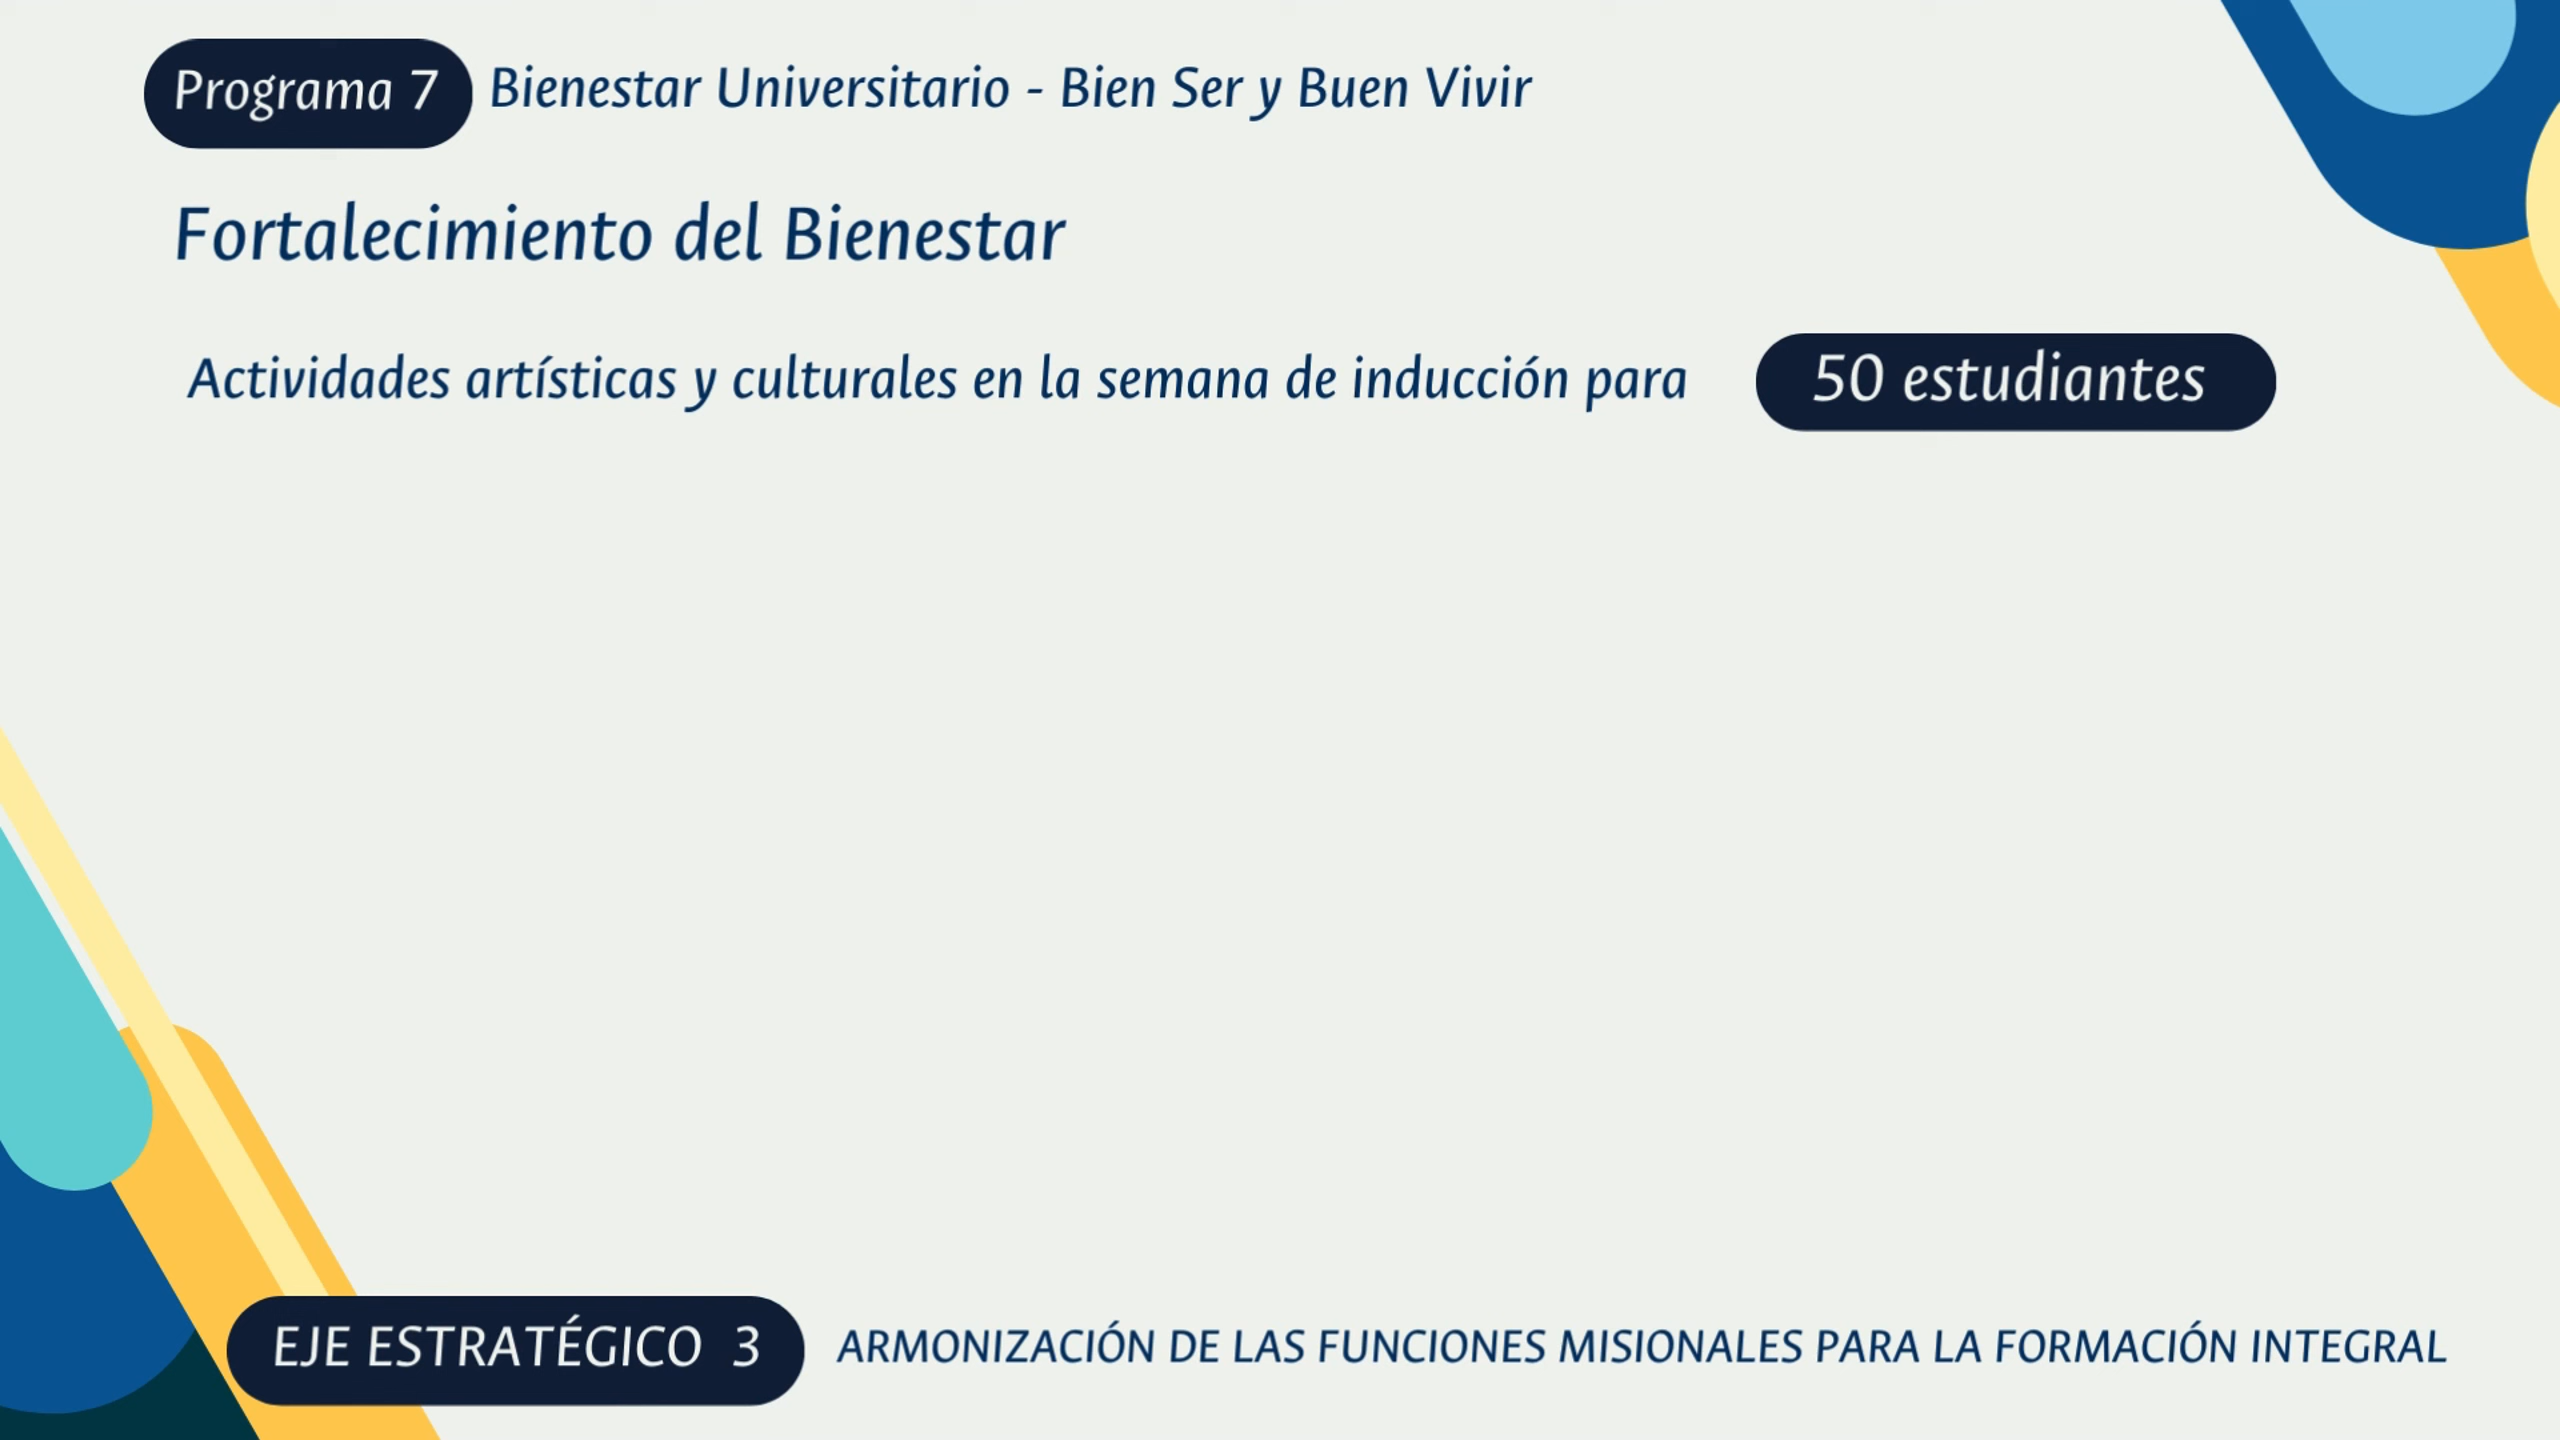 Programa 7 Bienestar Universitario - Bien Ser y Buen Vivir
Fortalecimiento del Bienestar
Actividades artísticas y culturales en la semana de inducción para 50 estudiantes
EJE ESTRATÉGICO 3 ARMONIZACIÓN DE LAS FUNCIONES MISIONALES PARA LA FORMACIÓN INTEGRAL